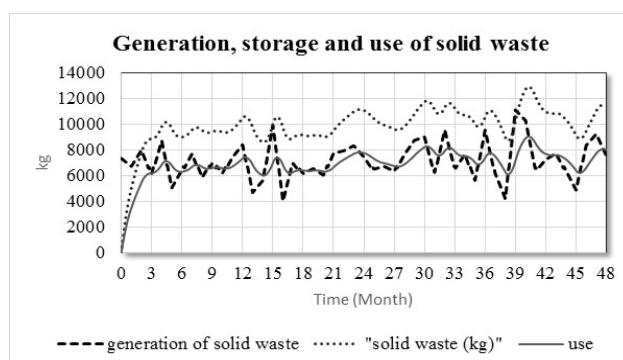 Generation, storage and use of solid waste
14000
12000
10000
8000
6000
4000
2000
0
kg
0 3 6 9 12 15 18 21 24 27 30 33 36 39 42 45 48
Time (Month)
generation of solid waste "solid waste (kg)" use